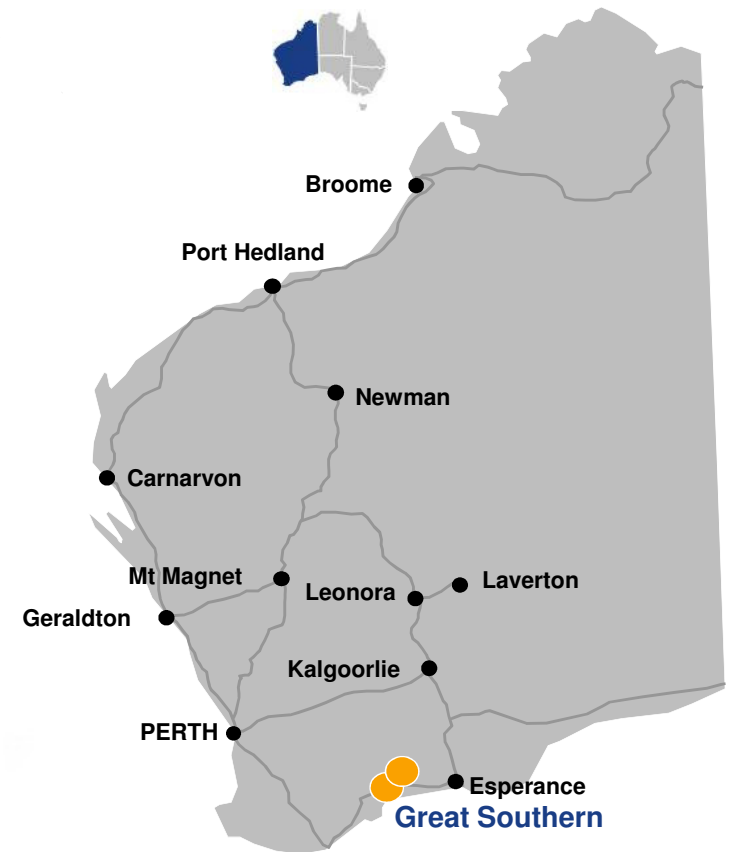 Broome
Port Hedland
Newman
Carnarvon
Mt Magnet
Laverton
Leonora
Geraldton
Kalgoorlie
PERTH
Esperance
Great Southern